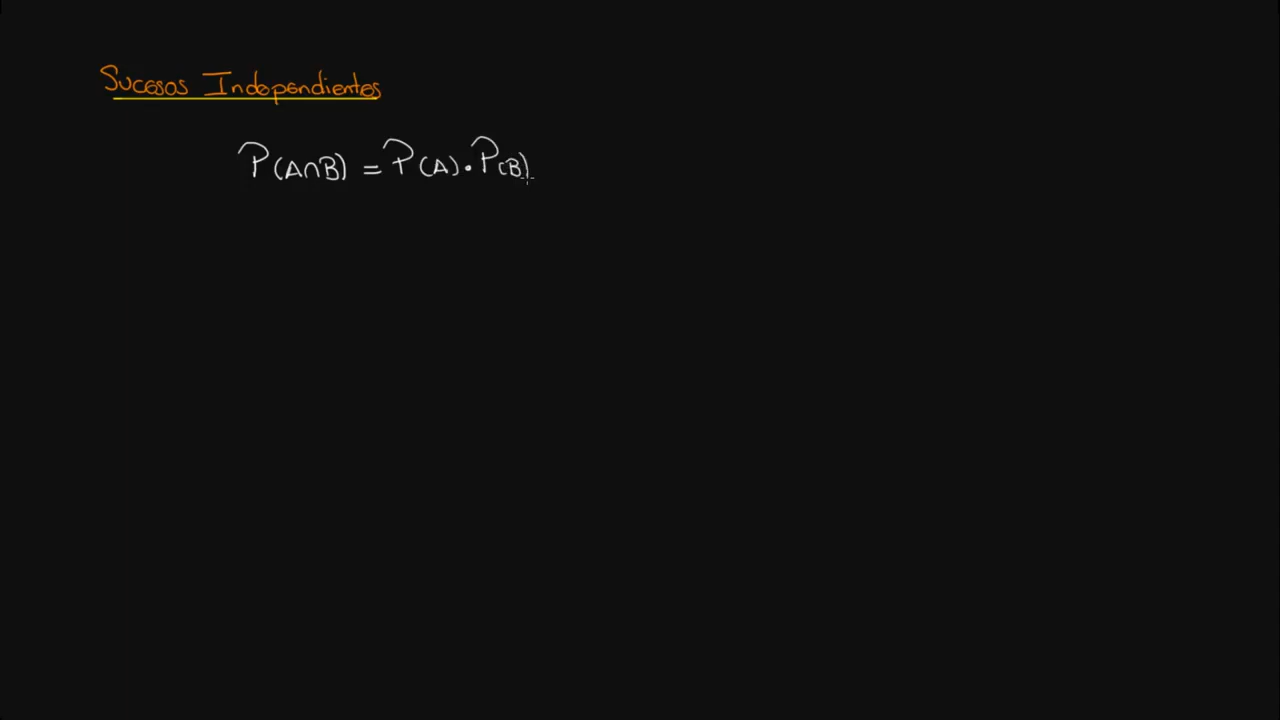 Sucesos Independientes
P(A∩B) = P(A) · P(B)